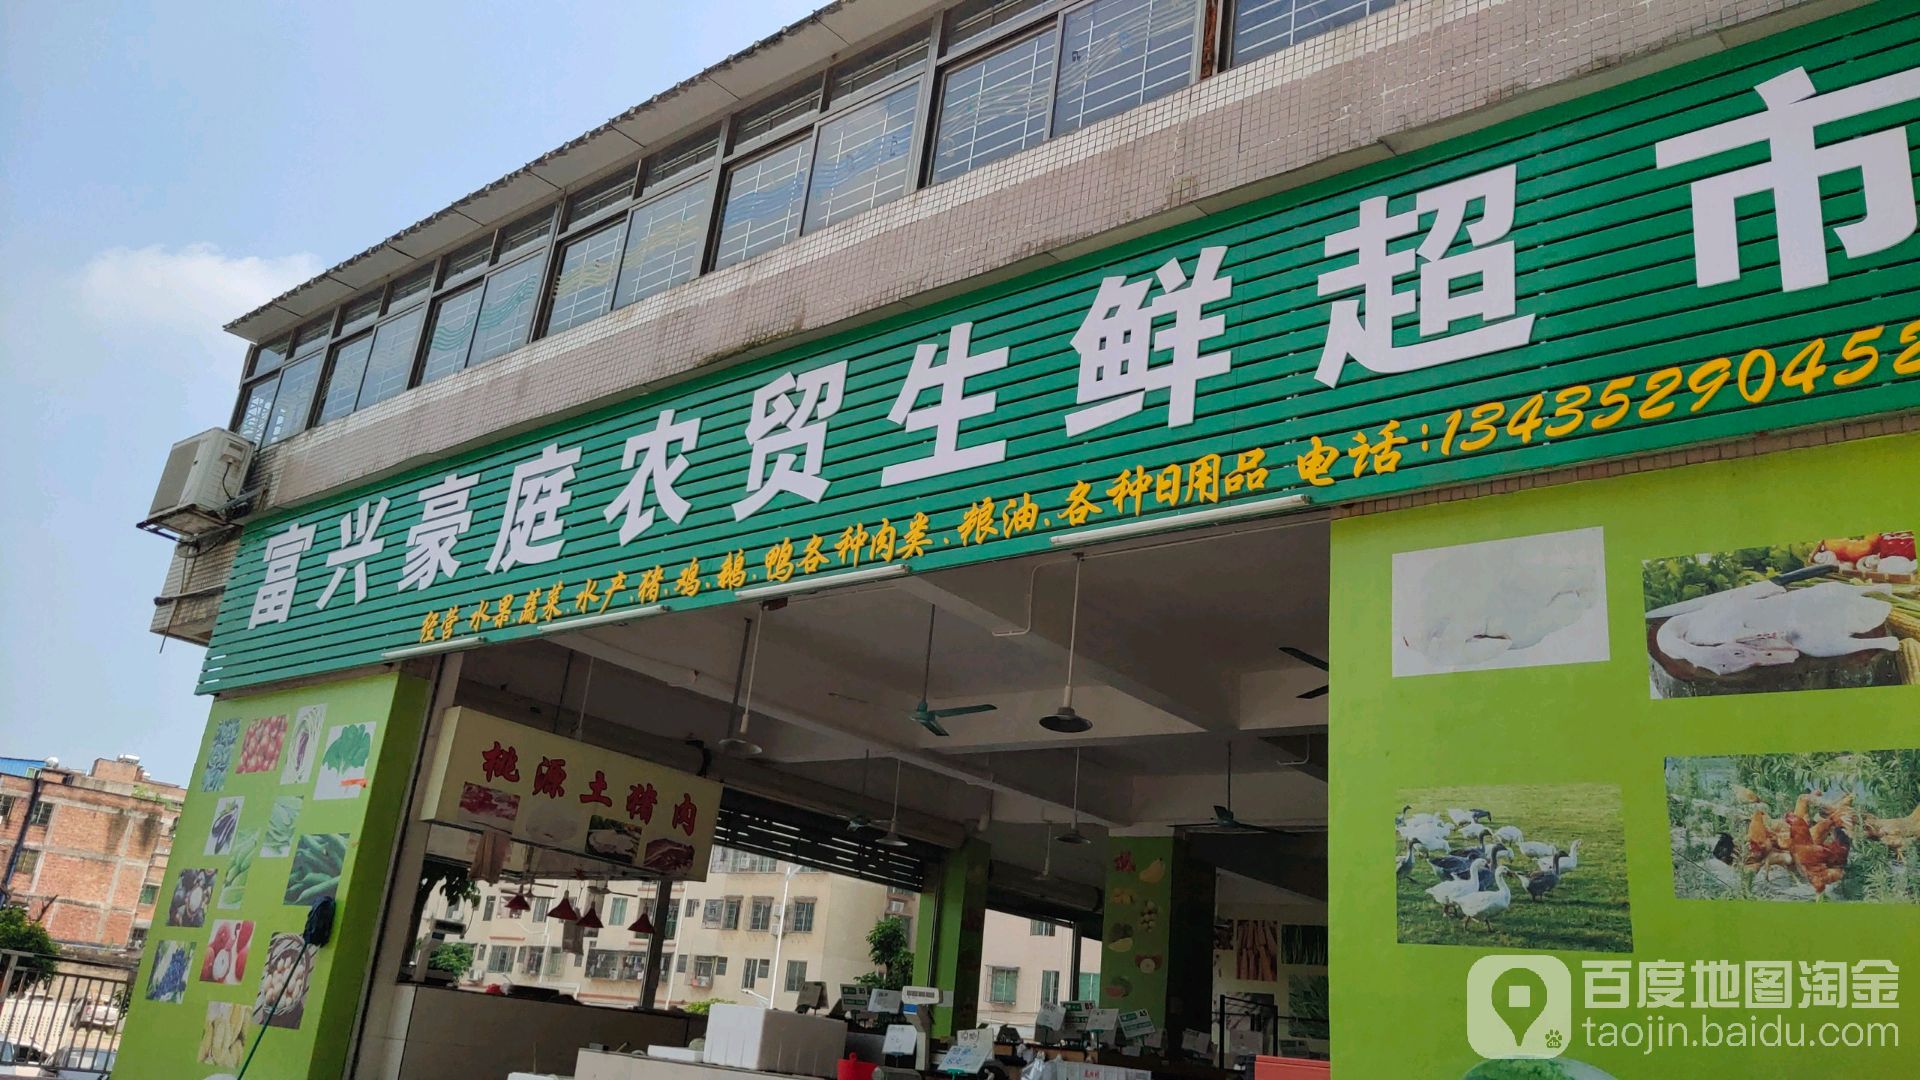 富兴豪庭农贸生鲜超市
经营 水果.蔬菜.水产.猪.鸡.鹅.鸭各种肉类.粮油.各种日用品 电话:13435290452
桃源土猪肉
百度地图淘金
taojin.baidu.com